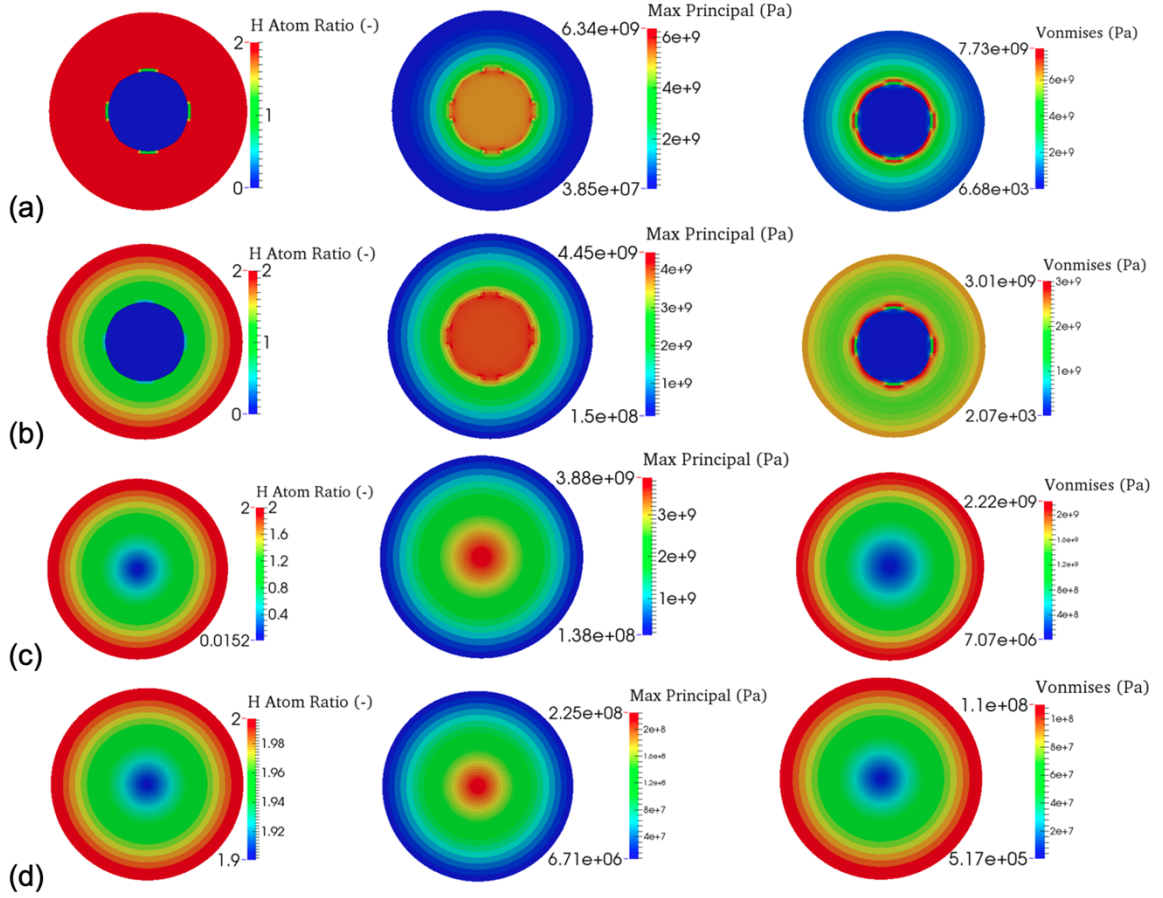 H Atom Ratio (-)
2
1
0
Max Principal (Pa)
6.34e+09
6e+9
4e+9
2e+9
3.85e+07
Vonmises (Pa)
7.73e+09
6e+9
4e+9
2e+9
6.68e+03
(a)
H Atom Ratio (-)
2
2
1
0
0
Max Principal (Pa)
4.45e+09
4e+9
3e+9
2e+9
1e+9
1.5e+08
Vonmises (Pa)
3.01e+09
3e+9
2e+9
1e+9
2.07e+03
(b)
H Atom Ratio (-)
2
2
1.6
1.2
0.8
0.4
0.0152
Max Principal (Pa)
3.88e+09
3e+9
2e+9
1e+9
1.38e+08
Vonmises (Pa)
2.22e+09
2e+9
1.6e+9
1.2e+9
8e+8
4e+8
7.07e+06
(c)
H Atom Ratio (-)
2
1.98
1.96
1.94
1.92
1.9
Max Principal (Pa)
2.25e+08
2e+8
1.6e+8
1.2e+8
8e+7
4e+7
6.71e+06
Vonmises (Pa)
1.1e+08
1e+8
8e+7
6e+7
4e+7
2e+7
5.17e+05
(d)